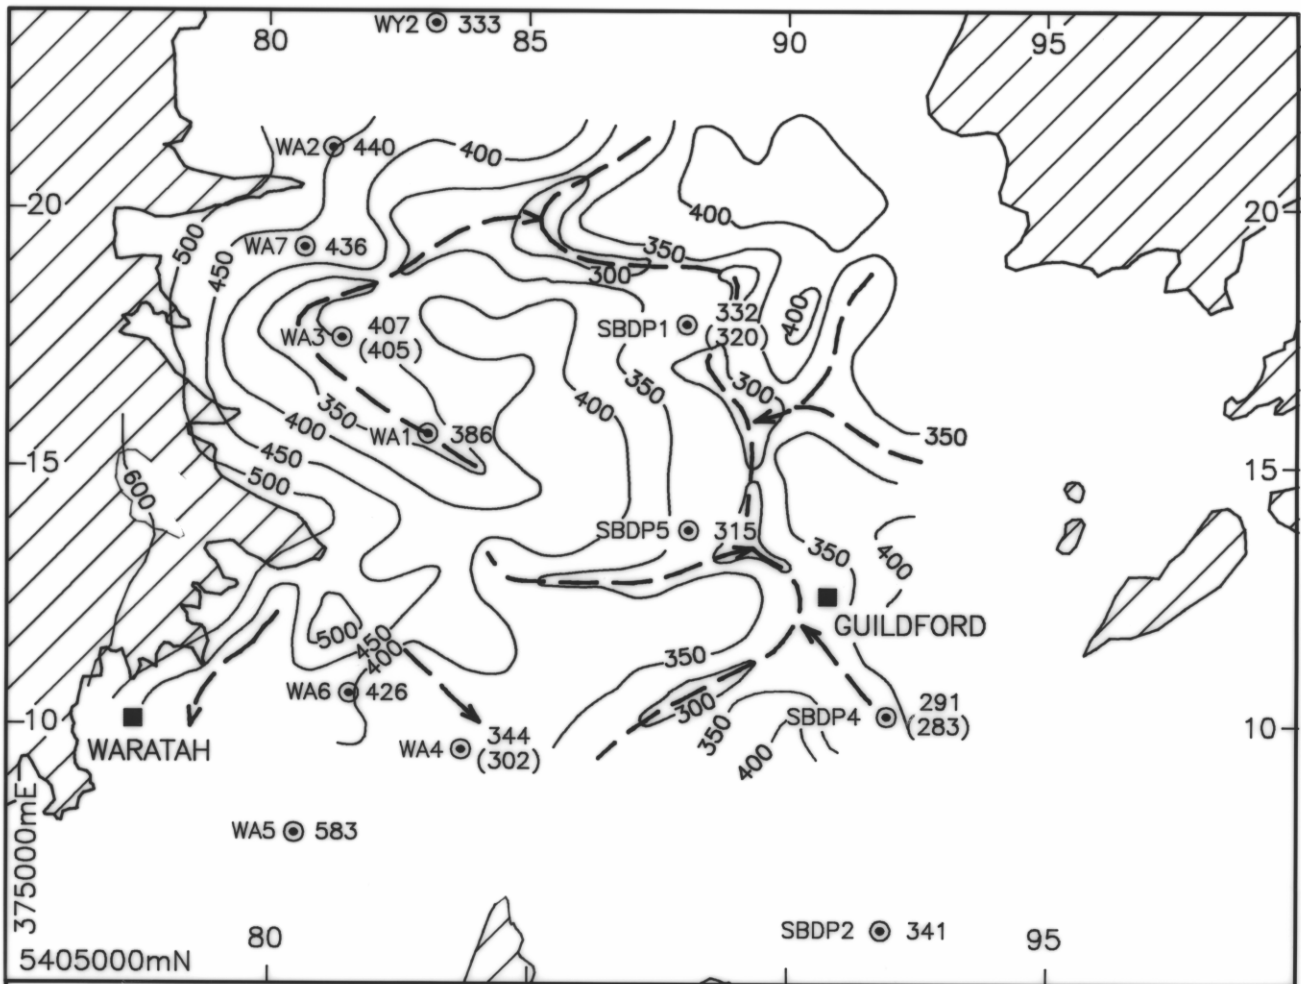 WY2 333
80 85 90 95
WA2 440
400
20 20
400
500
WA7 436
350
450
300
332
SBDP1 (320)
400
407
WA3 (405)
300
350
400
350
400
WA1 386
350
450
15 15
500
600
SBDP5 315
350
400
GUILDFORD
500
450
400
350
WA6 426
300
291
SBDP4 (283)
350
10 10
WARATAH
344
WA4 (302)
400
375000mE
WA5 583
SBDP2 341
80 95
5405000mN